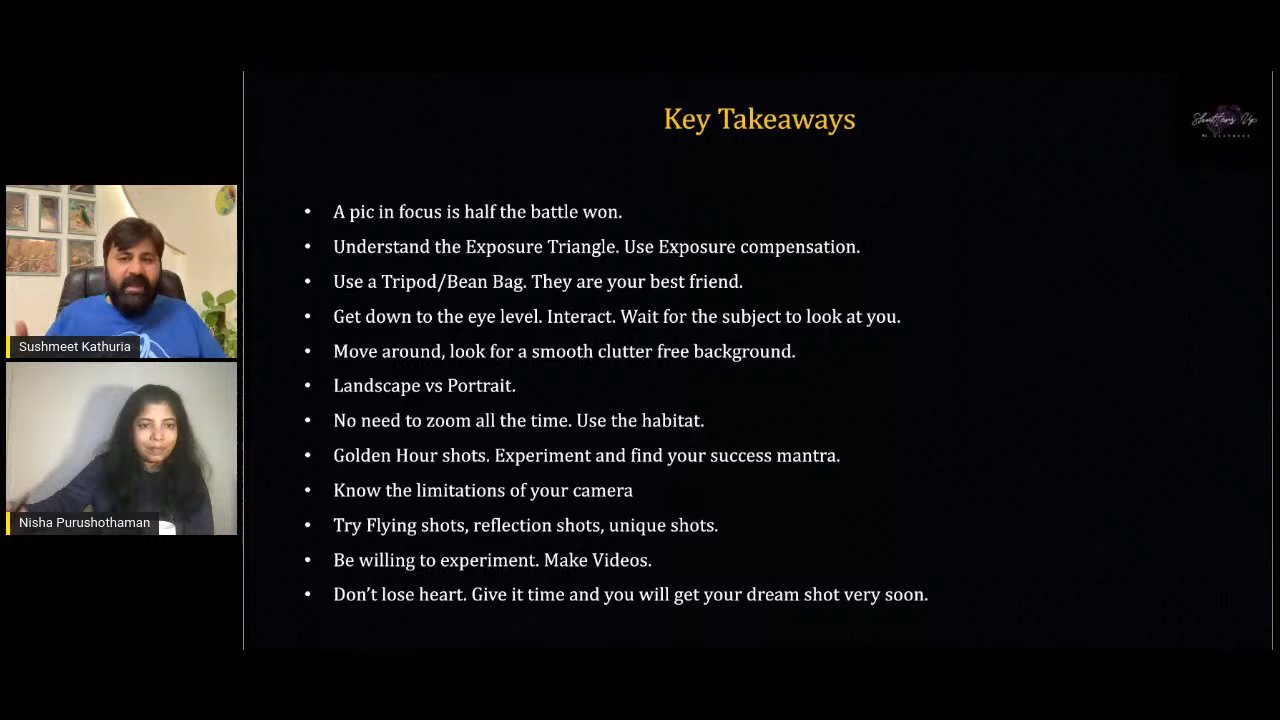 Key Takeaways
Shutters Up
• A pic in focus is half the battle won.
• Understand the Exposure Triangle. Use Exposure compensation.
• Use a Tripod/Bean Bag. They are your best friend.
• Get down to the eye level. Interact. Wait for the subject to look at you.
• Move around, look for a smooth clutter free background.
• Landscape vs Portrait.
• No need to zoom all the time. Use the habitat.
• Golden Hour shots. Experiment and find your success mantra.
• Know the limitations of your camera
• Try Flying shots, reflection shots, unique shots.
• Be willing to experiment. Make Videos.
• Don’t lose heart. Give it time and you will get your dream shot very soon.
Sushmeet Kathuria
Nisha Purushothaman